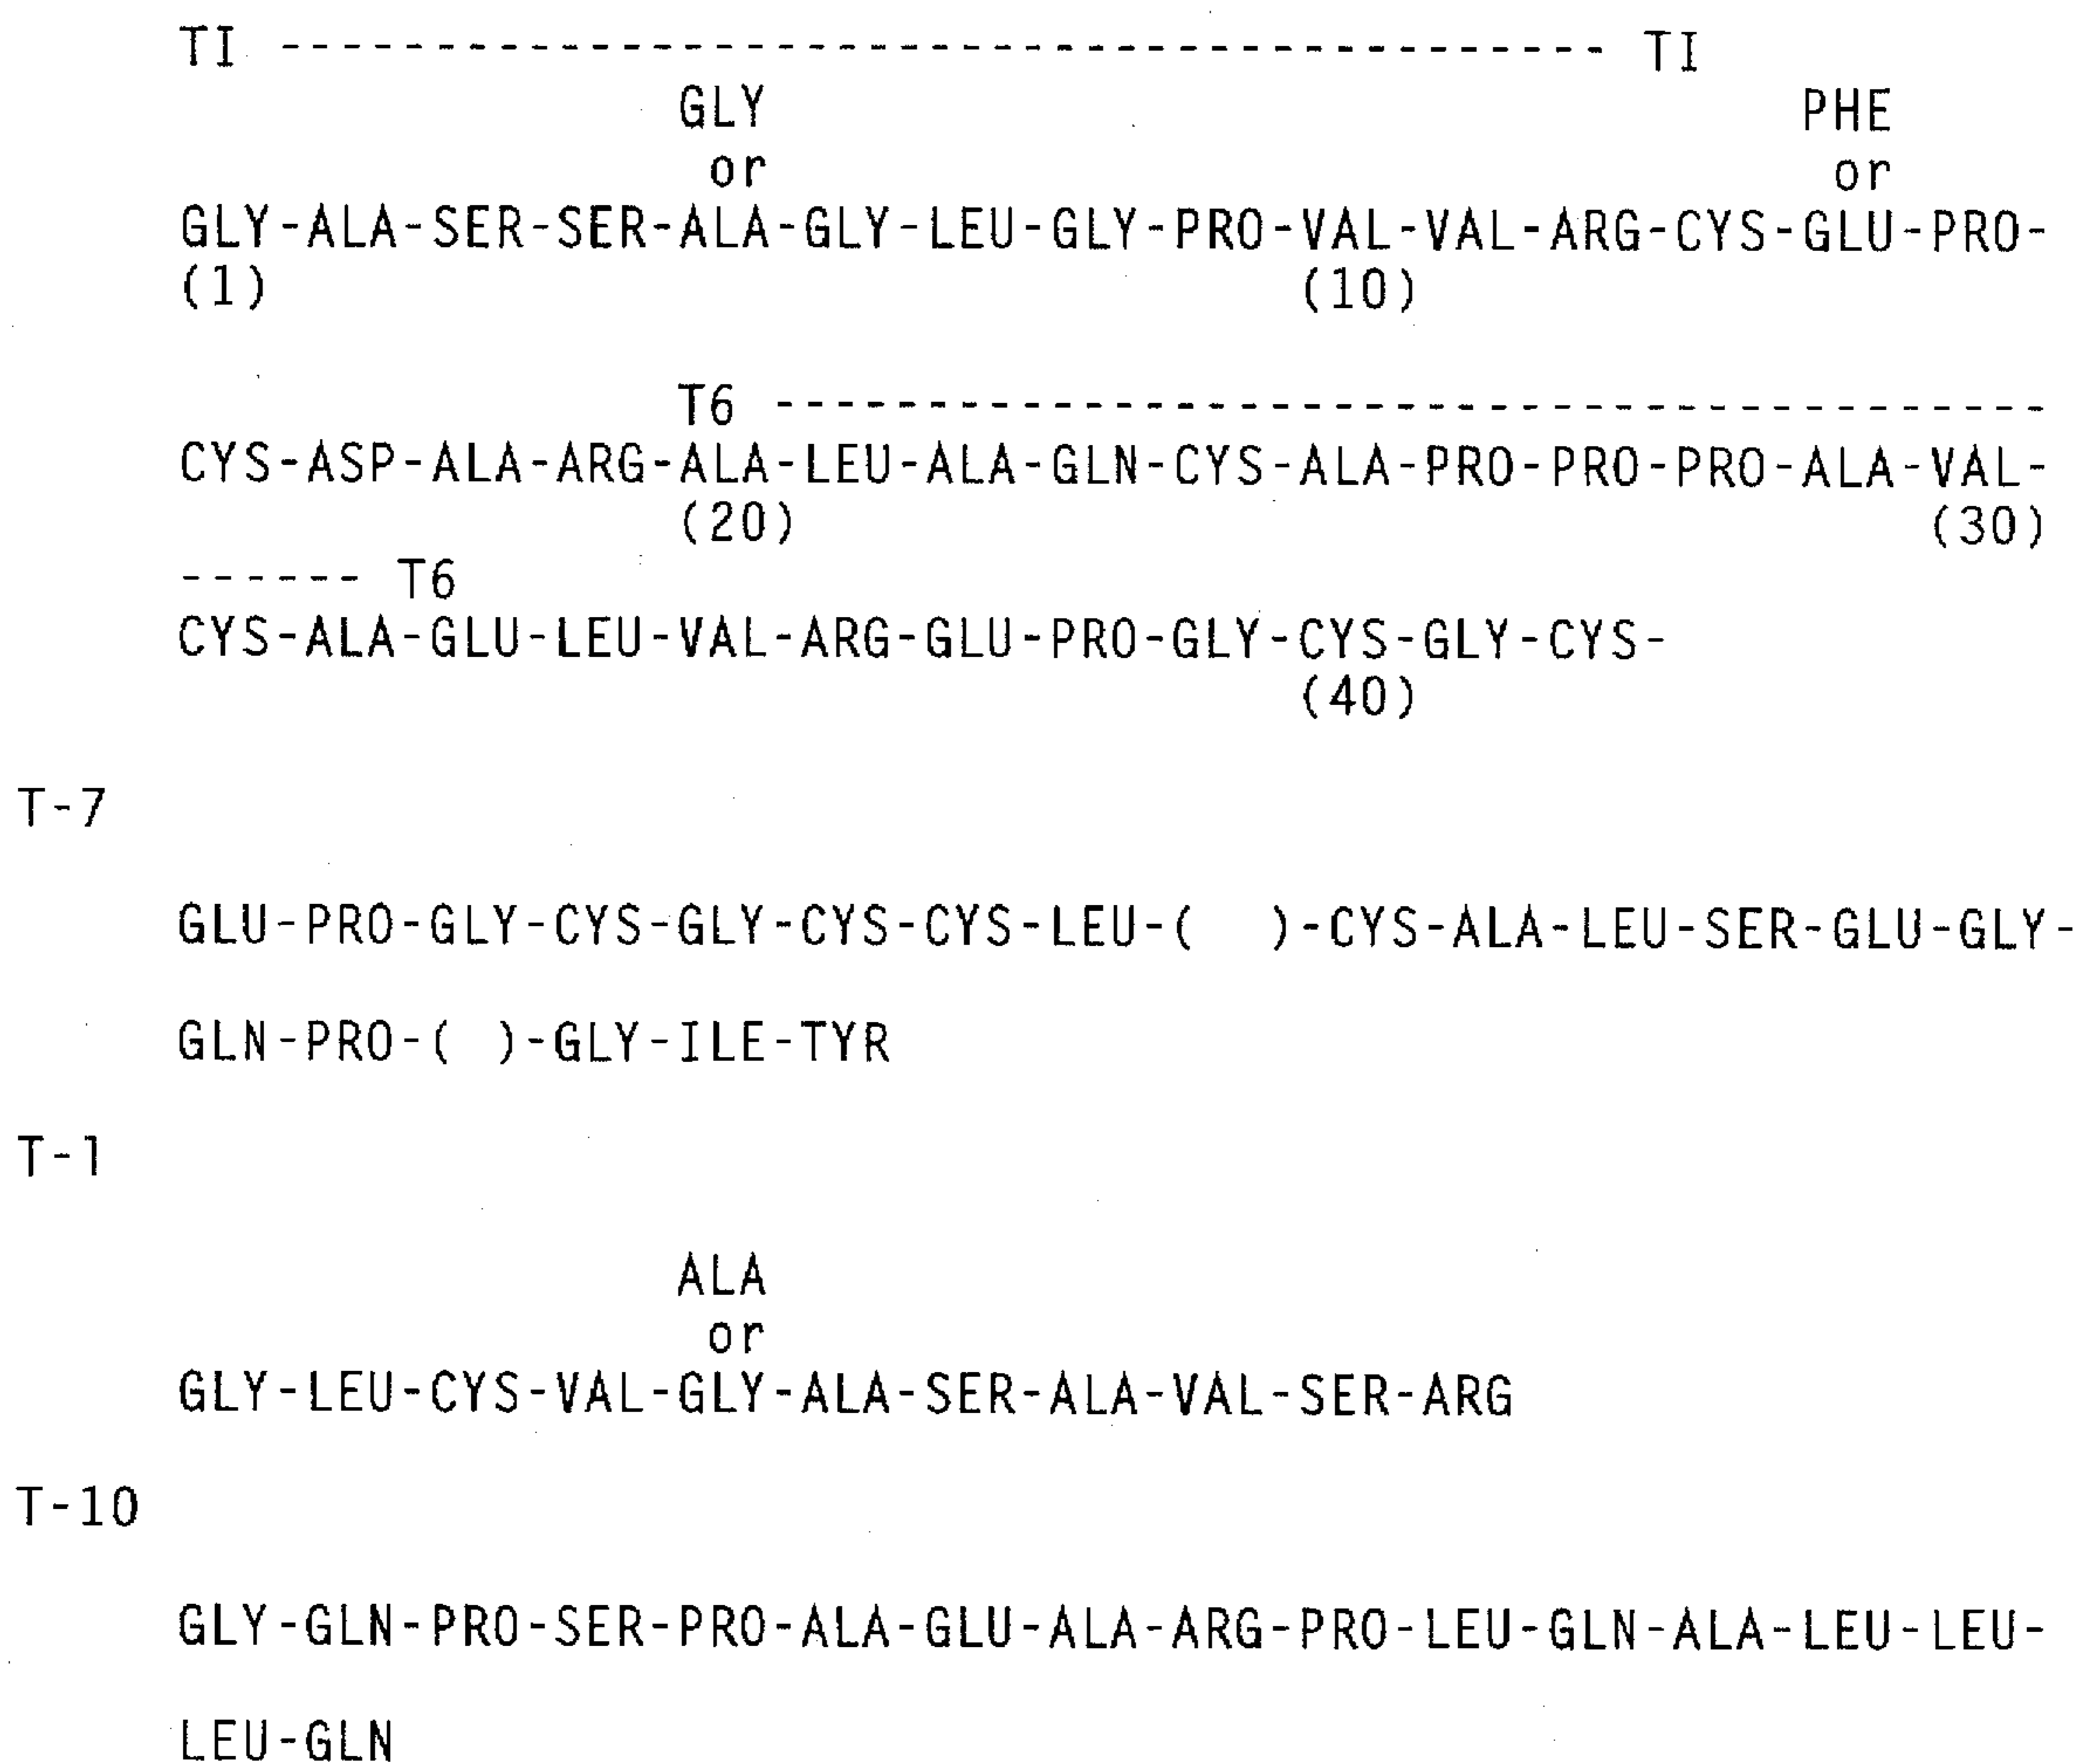 TI ------------------------------------------- TI
GLY PHE
or or
GLY-ALA-SER-SER-ALA-GLY-LEU-GLY-PRO-VAL-VAL-ARG-CYS-GLU-PRO-
(1) (10)
T6 -----------------------------------------
CYS-ASP-ALA-ARG-ALA-LEU-ALA-GLN-CYS-ALA-PRO-PRO-PRO-ALA-VAL-
(20) (30)
------ T6
CYS-ALA-GLU-LEU-VAL-ARG-GLU-PRO-GLY-CYS-GLY-CYS-
(40)
T-7
GLU-PRO-GLY-CYS-GLY-CYS-CYS-LEU-( )-CYS-ALA-LEU-SER-GLU-GLY-
GLN-PRO-( )-GLY-ILE-TYR
T-1
ALA
or
GLY-LEU-CYS-VAL-GLY-ALA-SER-ALA-VAL-SER-ARG
T-10
GLY-GLN-PRO-SER-PRO-ALA-GLU-ALA-ARG-PRO-LEU-GLN-ALA-LEU-LEU-
LEU-GLN